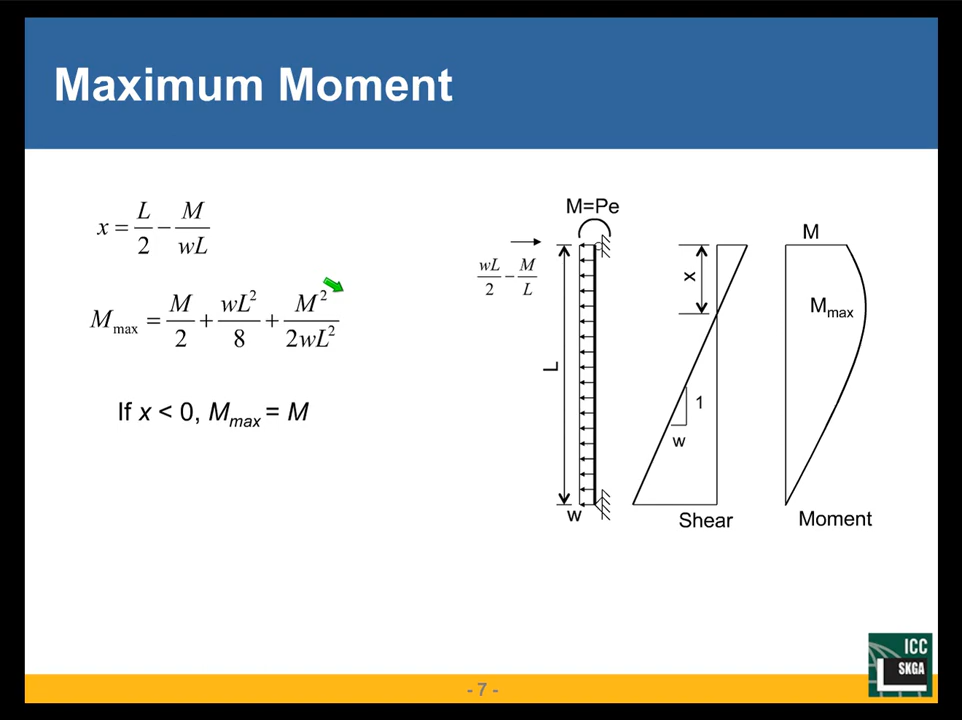 Maximum Moment
x = L/2 − M/wL
M_max = M/2 + wL²/8 + M²/2wL²
If x < 0, M_max = M
M=Pe
wL/2 − M/L
L
w
x
1
w
Shear
M
M_max
Moment
ICC
SKGA
- 7 -